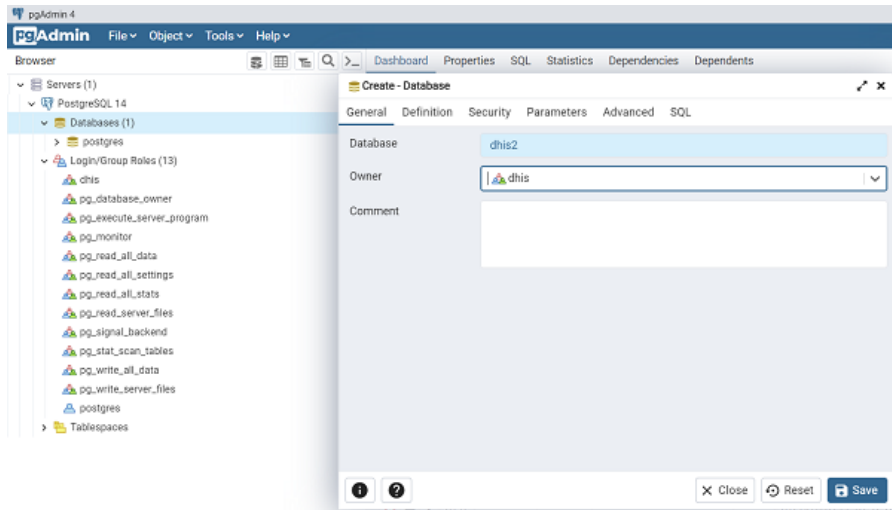 pgAdmin 4
pgAdmin File Object Tools Help
Browser
Dashboard Properties SQL Statistics Dependencies Dependents
Servers (1)
PostgreSQL 14
Databases (1)
postgres
Login/Group Roles (13)
dhis
pg_database_owner
pg_execute_server_program
pg_monitor
pg_read_all_data
pg_read_all_settings
pg_read_all_stats
pg_read_server_files
pg_signal_backend
pg_stat_scan_tables
pg_write_all_data
pg_write_server_files
postgres
Tablespaces
Create - Database
General Definition Security Parameters Advanced SQL
Database dhis2
Owner dhis
Comment
Close Reset Save